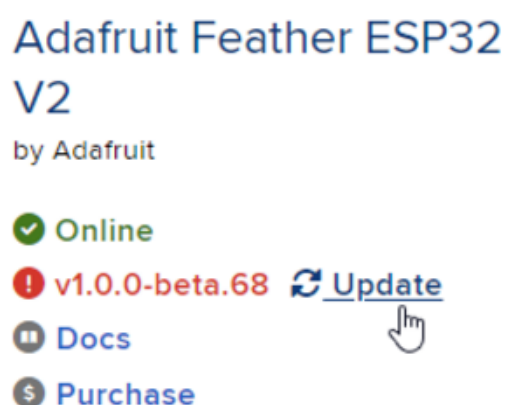 Adafruit Feather ESP32
V2
by Adafruit
Online
v1.0.0-beta.68 Update
Docs
Purchase